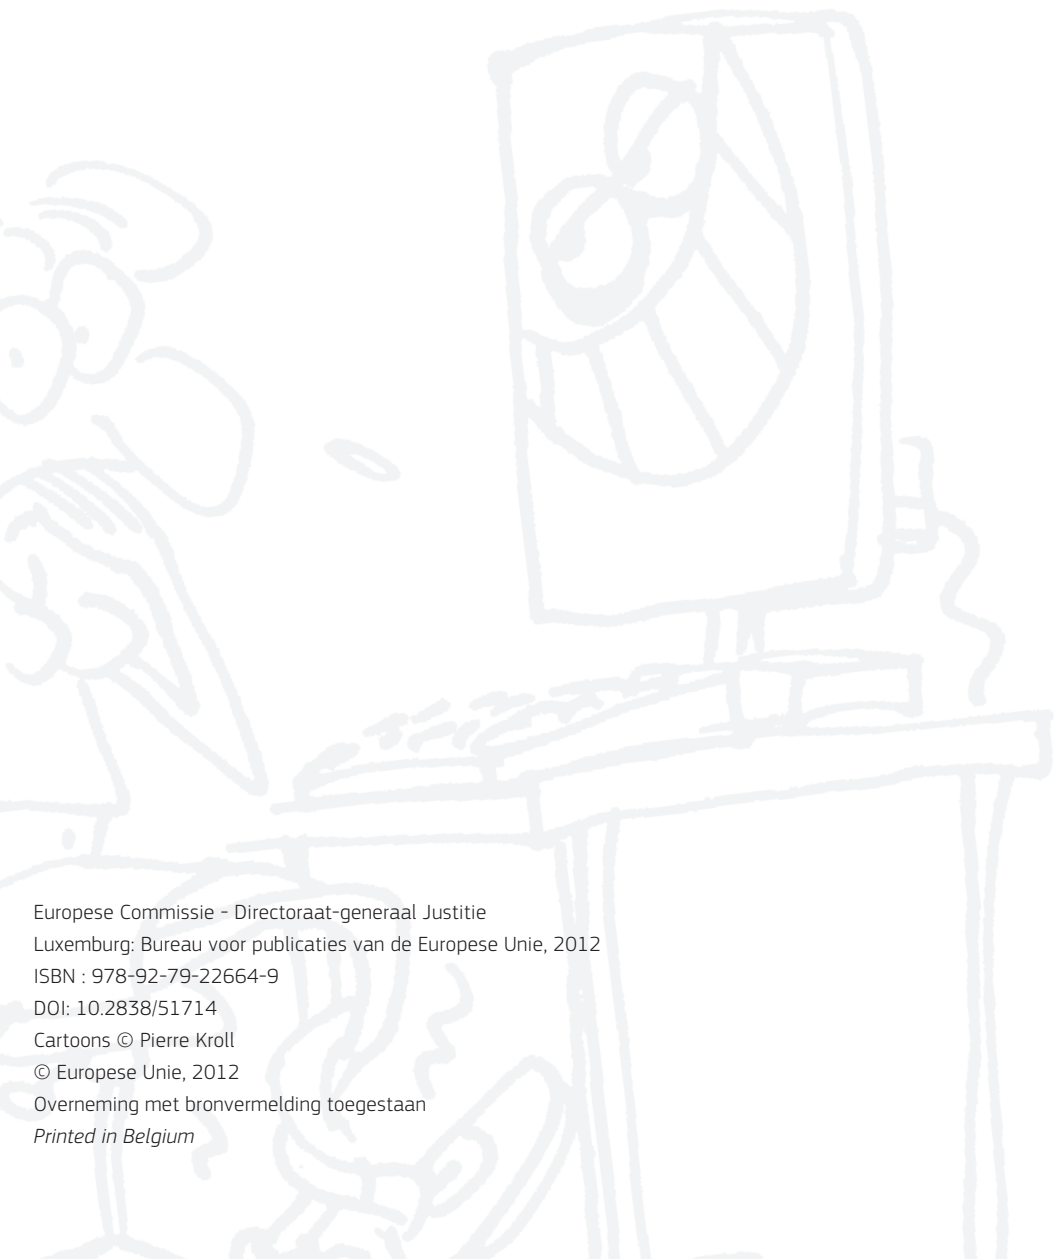 Europese Commissie - Directoraat-generaal Justitie
Luxemburg: Bureau voor publicaties van de Europese Unie, 2012
ISBN : 978-92-79-22664-9
DOI: 10.2838/51714
Cartoons © Pierre Kroll
© Europese Unie, 2012
Overneming met bronvermelding toegestaan
Printed in Belgium